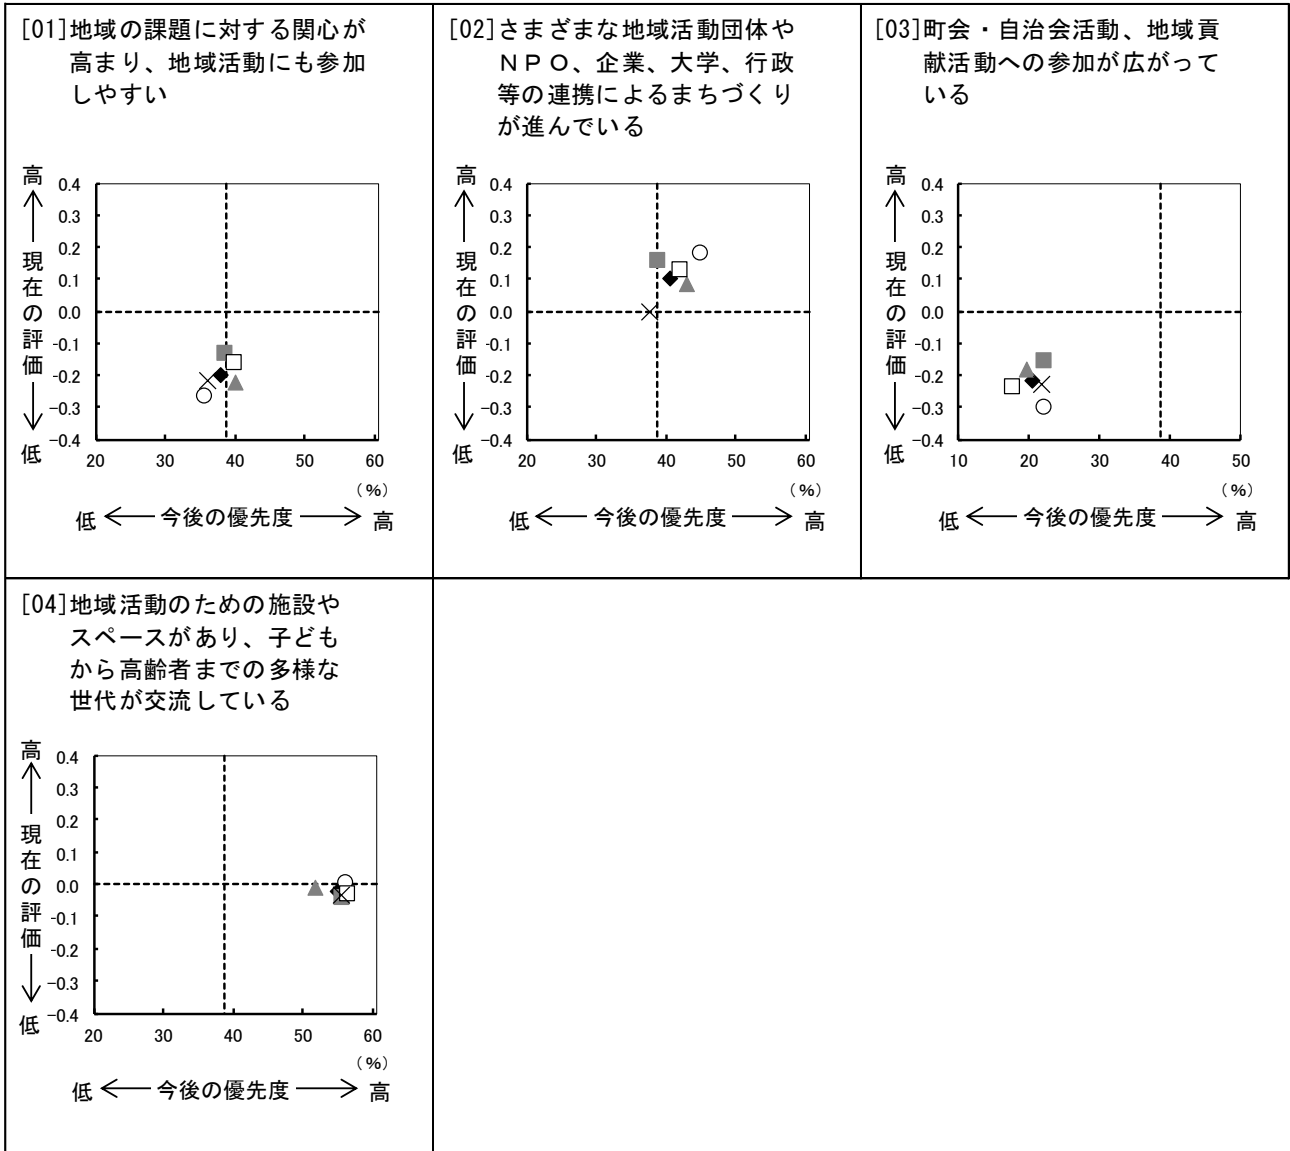 [01]地域の課題に対する関心が
高まり、地域活動にも参加
しやすい
高
現在の評価
低
0.4
0.3
0.2
0.1
0.0
-0.1
-0.2
-0.3
-0.4
20 30 40 50 60
(%)
低 今後の優先度 高
[02]さまざまな地域活動団体や
ＮＰＯ、企業、大学、行政
等の連携によるまちづくり
が進んでいる
高
現在の評価
低
0.4
0.3
0.2
0.1
0.0
-0.1
-0.2
-0.3
-0.4
20 30 40 50 60
(%)
低 今後の優先度 高
[03]町会・自治会活動、地域貢
献活動への参加が広がって
いる
高
現在の評価
低
0.4
0.3
0.2
0.1
0.0
-0.1
-0.2
-0.3
-0.4
10 20 30 40 50
(%)
低 今後の優先度 高
[04]地域活動のための施設や
スペースがあり、子ども
から高齢者までの多様な
世代が交流している
高
現在の評価
低
0.4
0.3
0.2
0.1
0.0
-0.1
-0.2
-0.3
-0.4
20 30 40 50 60
(%)
低 今後の優先度 高